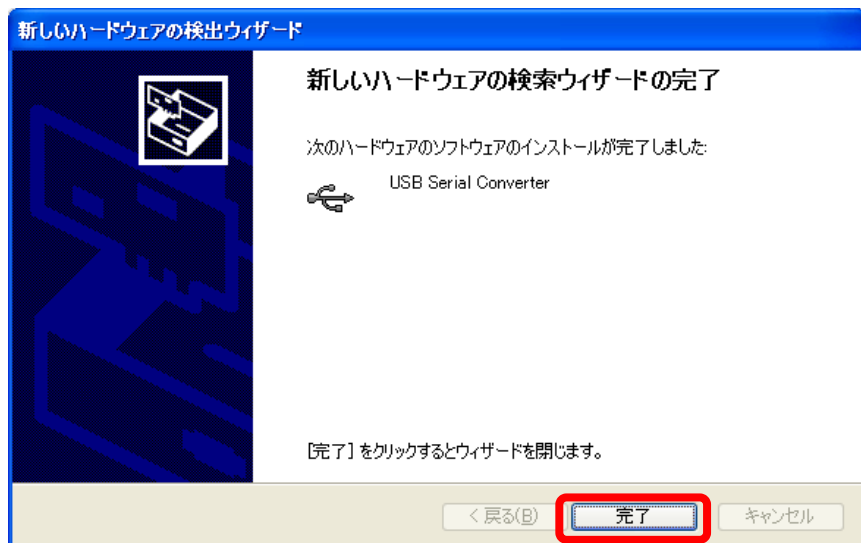 新しいハードウェアの検出ウィザード
新しいハードウェアの検索ウィザードの完了
次のハードウェアのソフトウェアのインストールが完了しました:
USB Serial Converter
[完了] をクリックするとウィザードを閉じます。
< 戻る(B)
完了
キャンセル